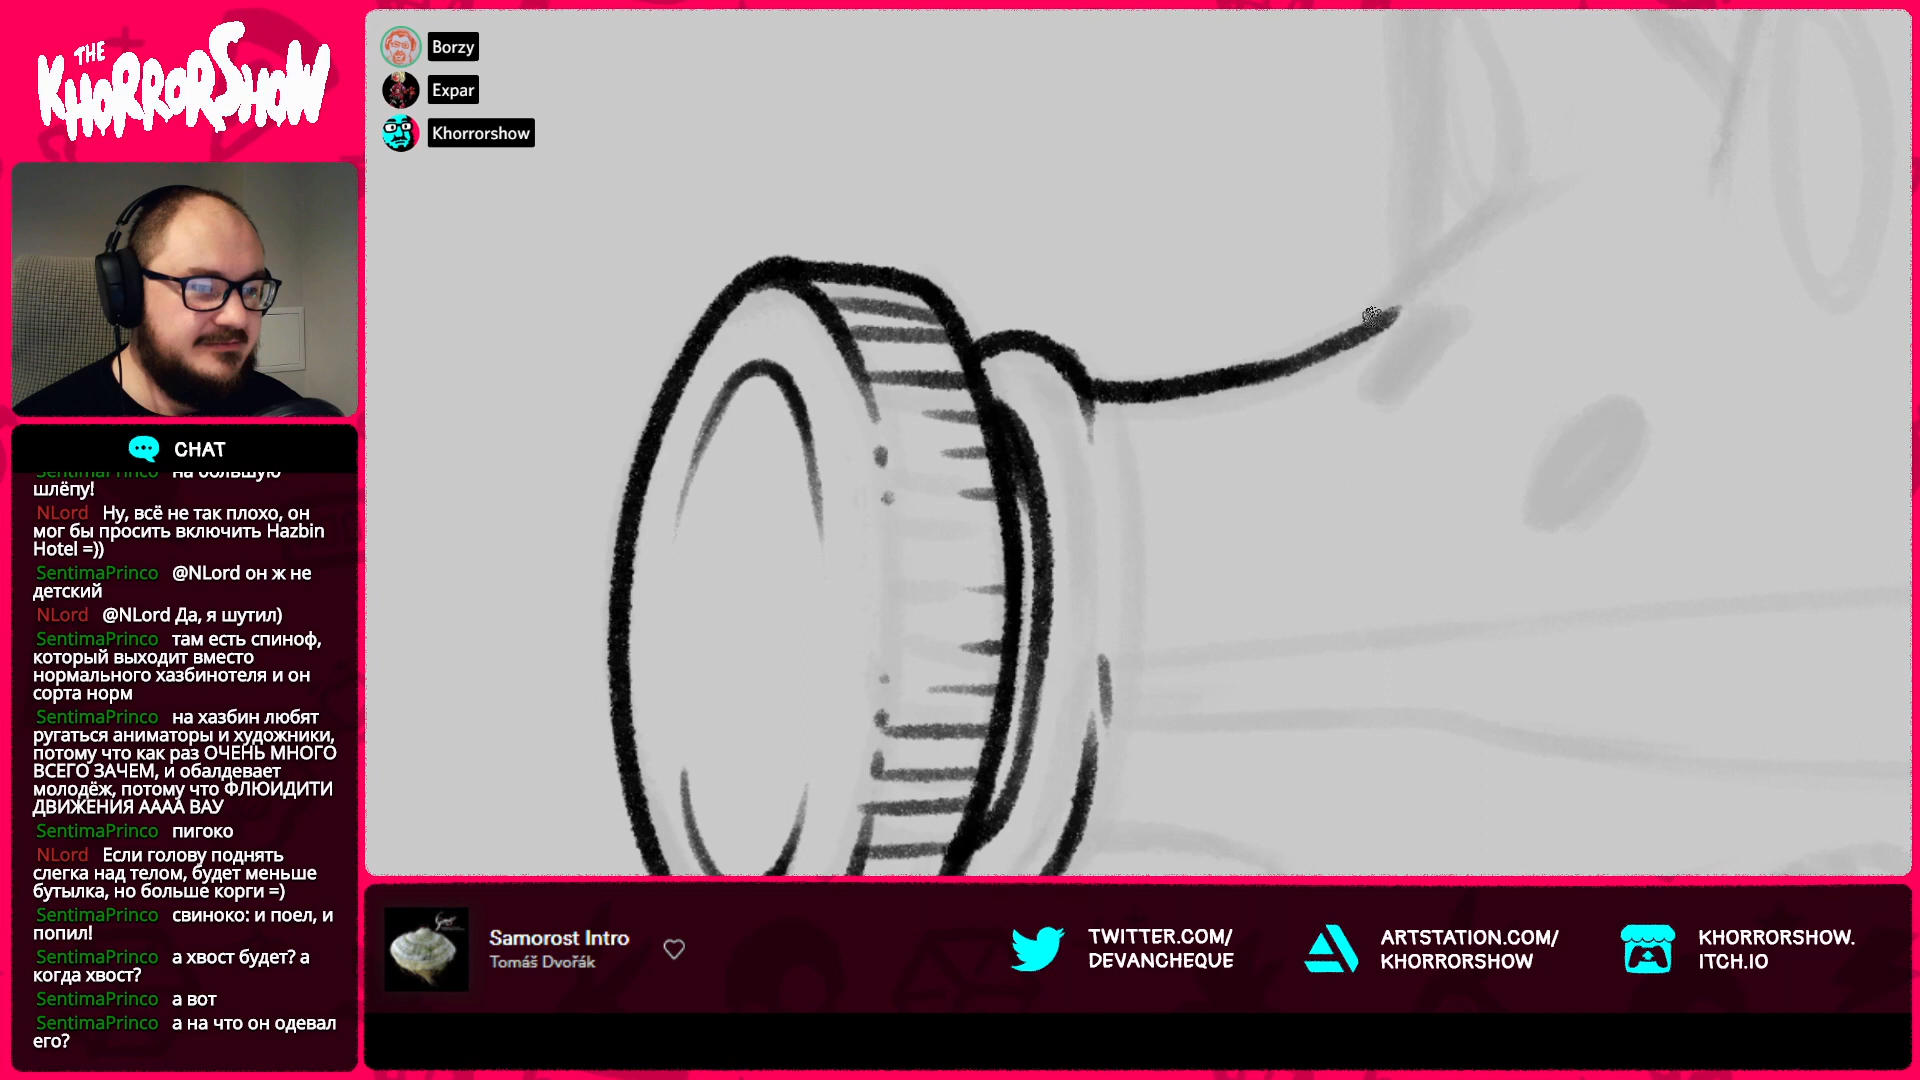 THE
KHORRORSHOW
Borzy
Expar
Khorrorshow
CHAT
SentimaPrinco на большую
шлёпу!
NLord Ну, всё не так плохо, он
мог бы просить включить Hazbin
Hotel =))
SentimaPrinco @NLord он ж не
детский
NLord @NLord Да, я шутил)
SentimaPrinco там есть спиноф,
который выходит вместо
нормального хазбинотеля и он
сорта норм
SentimaPrinco на хазбин любят
ругаться аниматоры и художники,
потому что как раз ОЧЕНЬ МНОГО
ВСЕГО ЗАЧЕМ, и обалдевает
молодёж, потому что ФЛЮИДИТИ
ДВИЖЕНИЯ АААА ВАУ
SentimaPrinco пигоко
NLord Если голову поднять
слегка над телом, будет меньше
бутылка, но больше корги =)
SentimaPrinco свиноко: и поел, и
попил!
SentimaPrinco а хвост будет? а
когда хвост?
SentimaPrinco а вот
SentimaPrinco а на что он одевал
его?
Samorost Intro
Tomáš Dvořák
TWITTER.COM/
DEVANCHEQUE
ARTSTATION.COM/
KHORRORSHOW
KHORRORSHOW.
ITCH.IO